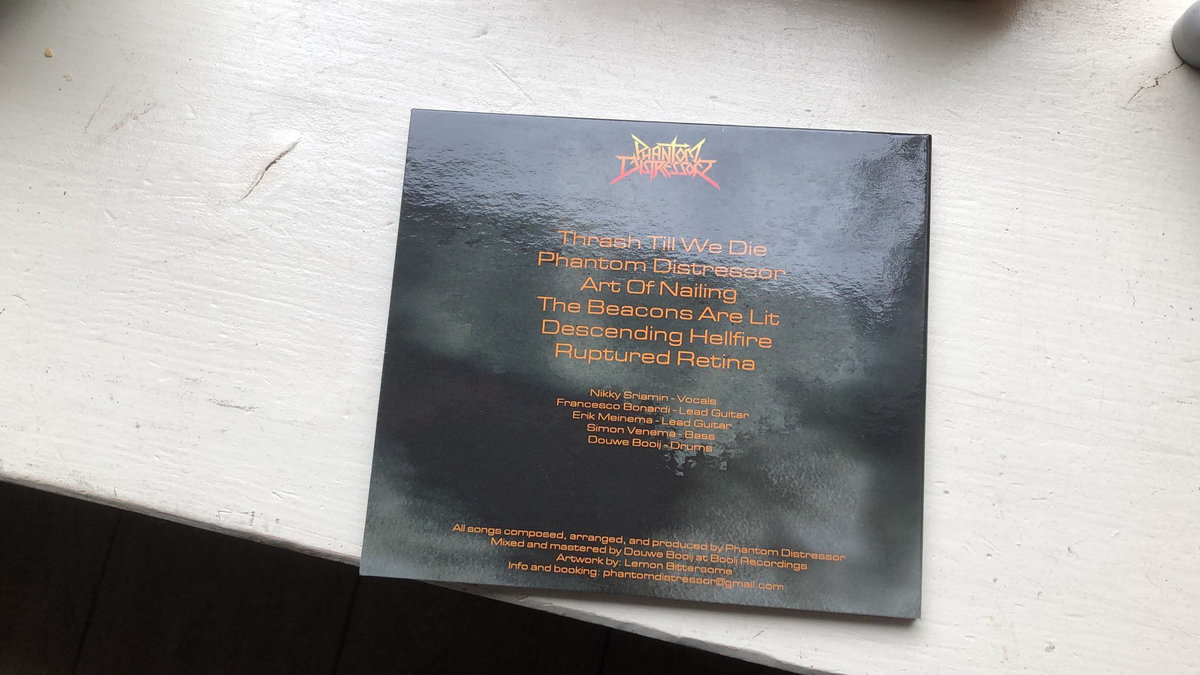 PHANTOM
DISTRESSOR
Thrash Till We Die
Phantom Distressor
Art Of Nailing
The Beacons Are Lit
Descending Hellfire
Ruptured Retina
Nikky Sriamin - Vocals
Francesco Bonardi - Lead Guitar
Erik Meinema - Lead Guitar
Simon Venema - Bass
Douwe Booij - Drums
All songs composed, arranged, and produced by Phantom Distressor
Mixed and mastered by Douwe Booij at Booij Recordings
Artwork by: Lemon Bittersome
Info and booking: phantomdistressor@gmail.com